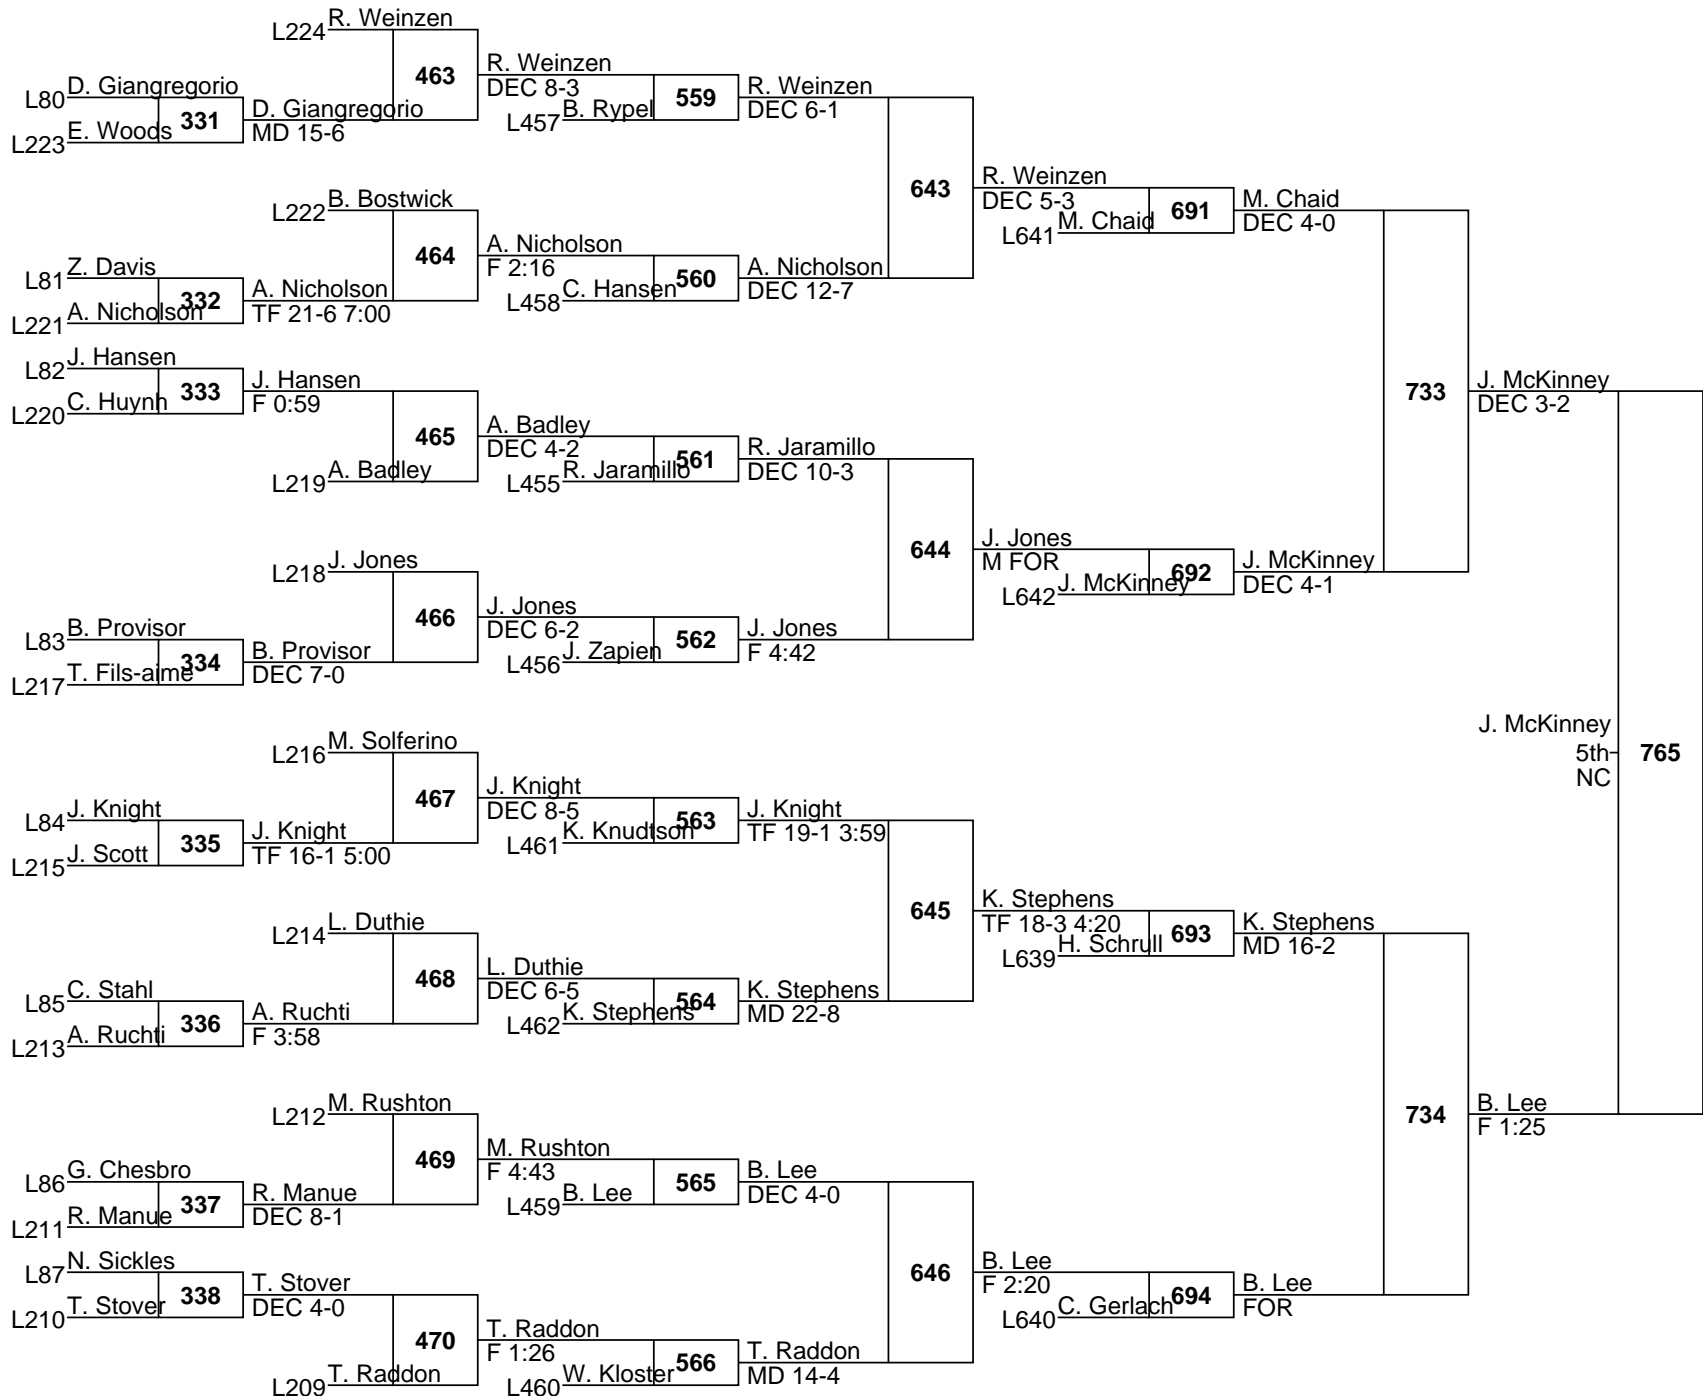 R. Weinzen
L224
463
R. Weinzen
DEC 8-3
D. Giangregorio
L80
331
D. Giangregorio
MD 15-6
E. Woods
L223
B. Rypel
L457
559
R. Weinzen
DEC 6-1
643
R. Weinzen
DEC 5-3
M. Chaid
L641
691
M. Chaid
DEC 4-0
B. Bostwick
L222
464
A. Nicholson
F 2:16
Z. Davis
L81
332
A. Nicholson
TF 21-6 7:00
A. Nicholson
L221
C. Hansen
L458
560
A. Nicholson
DEC 12-7
J. Hansen
L82
333
J. Hansen
F 0:59
C. Huynh
L220
465
A. Badley
DEC 4-2
A. Badley
L219
R. Jaramillo
L455
561
R. Jaramillo
DEC 10-3
733
J. McKinney
DEC 3-2
644
J. Jones
M FOR
J. McKinney
L642
692
J. McKinney
DEC 4-1
J. Jones
L218
466
J. Jones
DEC 6-2
B. Provisor
L83
334
B. Provisor
DEC 7-0
T. Fils-aime
L217
J. Zapien
L456
562
J. Jones
F 4:42
J. McKinney
5th
NC
765
M. Solferino
L216
467
J. Knight
DEC 8-5
J. Knight
L84
335
J. Knight
TF 16-1 5:00
J. Scott
L215
K. Knudtson
L461
563
J. Knight
TF 19-1 3:59
645
K. Stephens
TF 18-3 4:20
H. Schrull
L639
693
K. Stephens
MD 16-2
L. Duthie
L214
468
L. Duthie
DEC 6-5
C. Stahl
L85
336
A. Ruchti
F 3:58
A. Ruchti
L213
K. Stephens
L462
564
K. Stephens
MD 22-8
734
B. Lee
F 1:25
M. Rushton
L212
469
M. Rushton
F 4:43
G. Chesbro
L86
337
R. Manue
DEC 8-1
R. Manue
L211
B. Lee
L459
565
B. Lee
DEC 4-0
646
B. Lee
F 2:20
C. Gerlach
L640
694
B. Lee
FOR
N. Sickles
L87
338
T. Stover
DEC 4-0
T. Stover
L210
470
T. Raddon
F 1:26
T. Raddon
L209
W. Kloster
L460
566
T. Raddon
MD 14-4